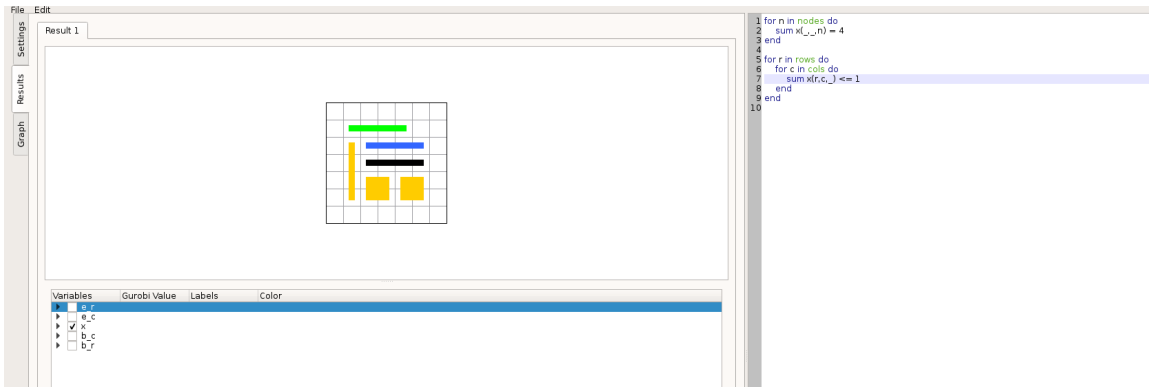 File Edit
Settings
Results
Graph
Result 1
Variables Gurobi Value Labels Color
e_r
e_c
x
b_c
b_r
1 for n in nodes do
2 sum x(_,_,n) = 4
3 end
4
5 for r in rows do
6 for c in cols do
7 sum x(r,c,_) <= 1
8 end
9 end
10